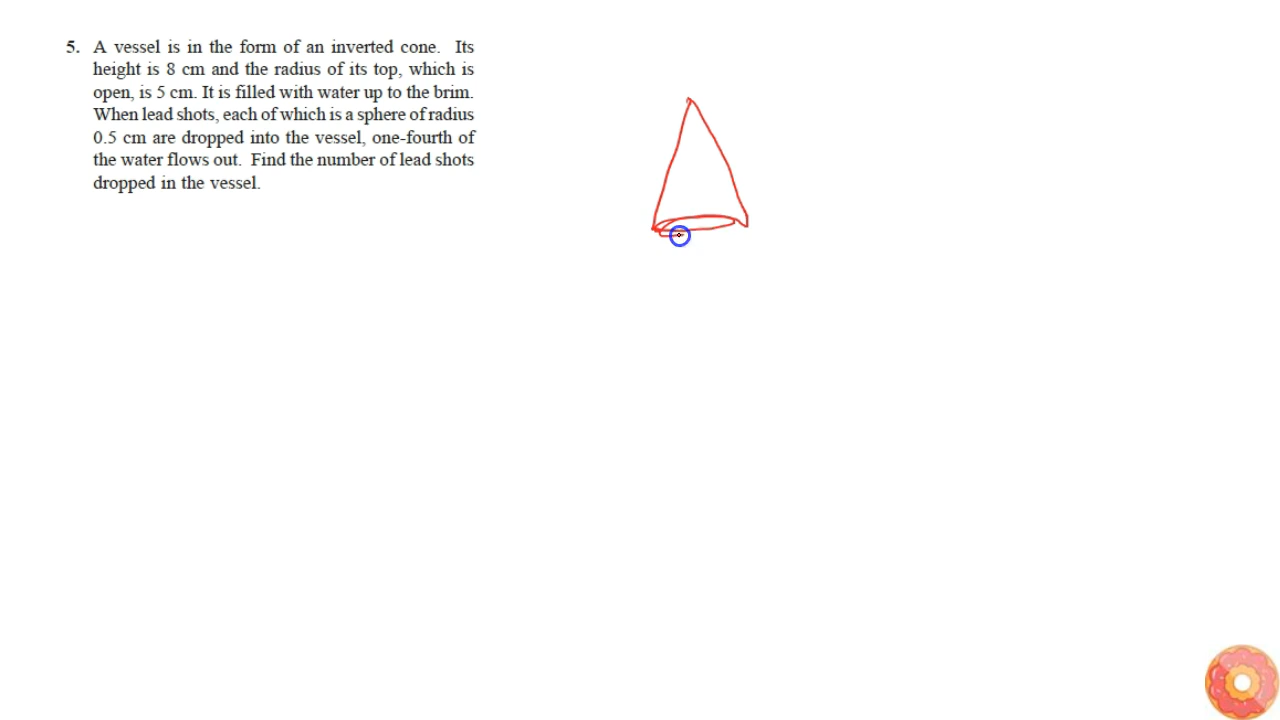 5. A vessel is in the form of an inverted cone. Its
height is 8 cm and the radius of its top, which is
open, is 5 cm. It is filled with water up to the brim.
When lead shots, each of which is a sphere of radius
0.5 cm are dropped into the vessel, one-fourth of
the water flows out. Find the number of lead shots
dropped in the vessel.